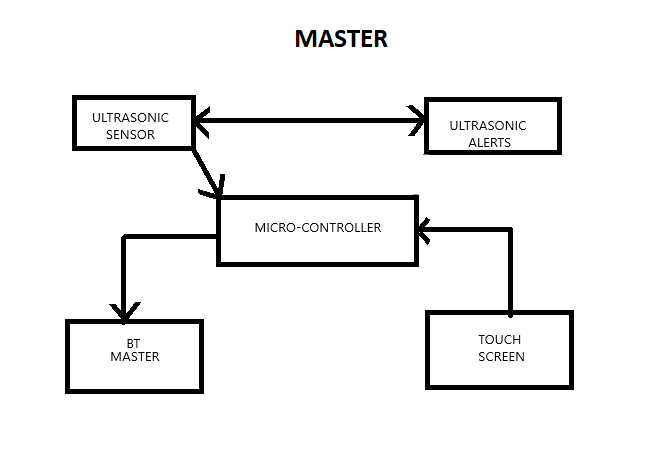 MASTER
ULTRASONIC
SENSOR
ULTRASONIC
ALERTS
MICRO-CONTROLLER
BT
MASTER
TOUCH
SCREEN